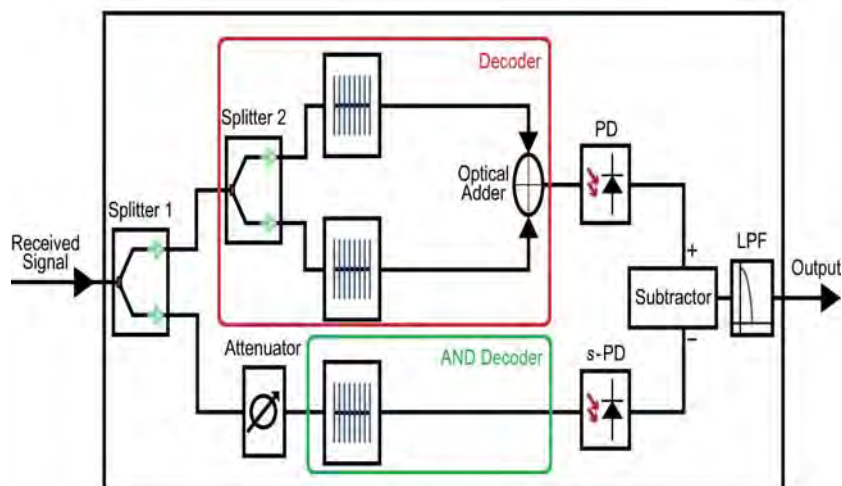 Decoder
Splitter 2
PD
Optical
Adder
Splitter 1
Received
Signal
LPF
Output
+
Subtractor
−
Attenuator
AND Decoder
s-PD